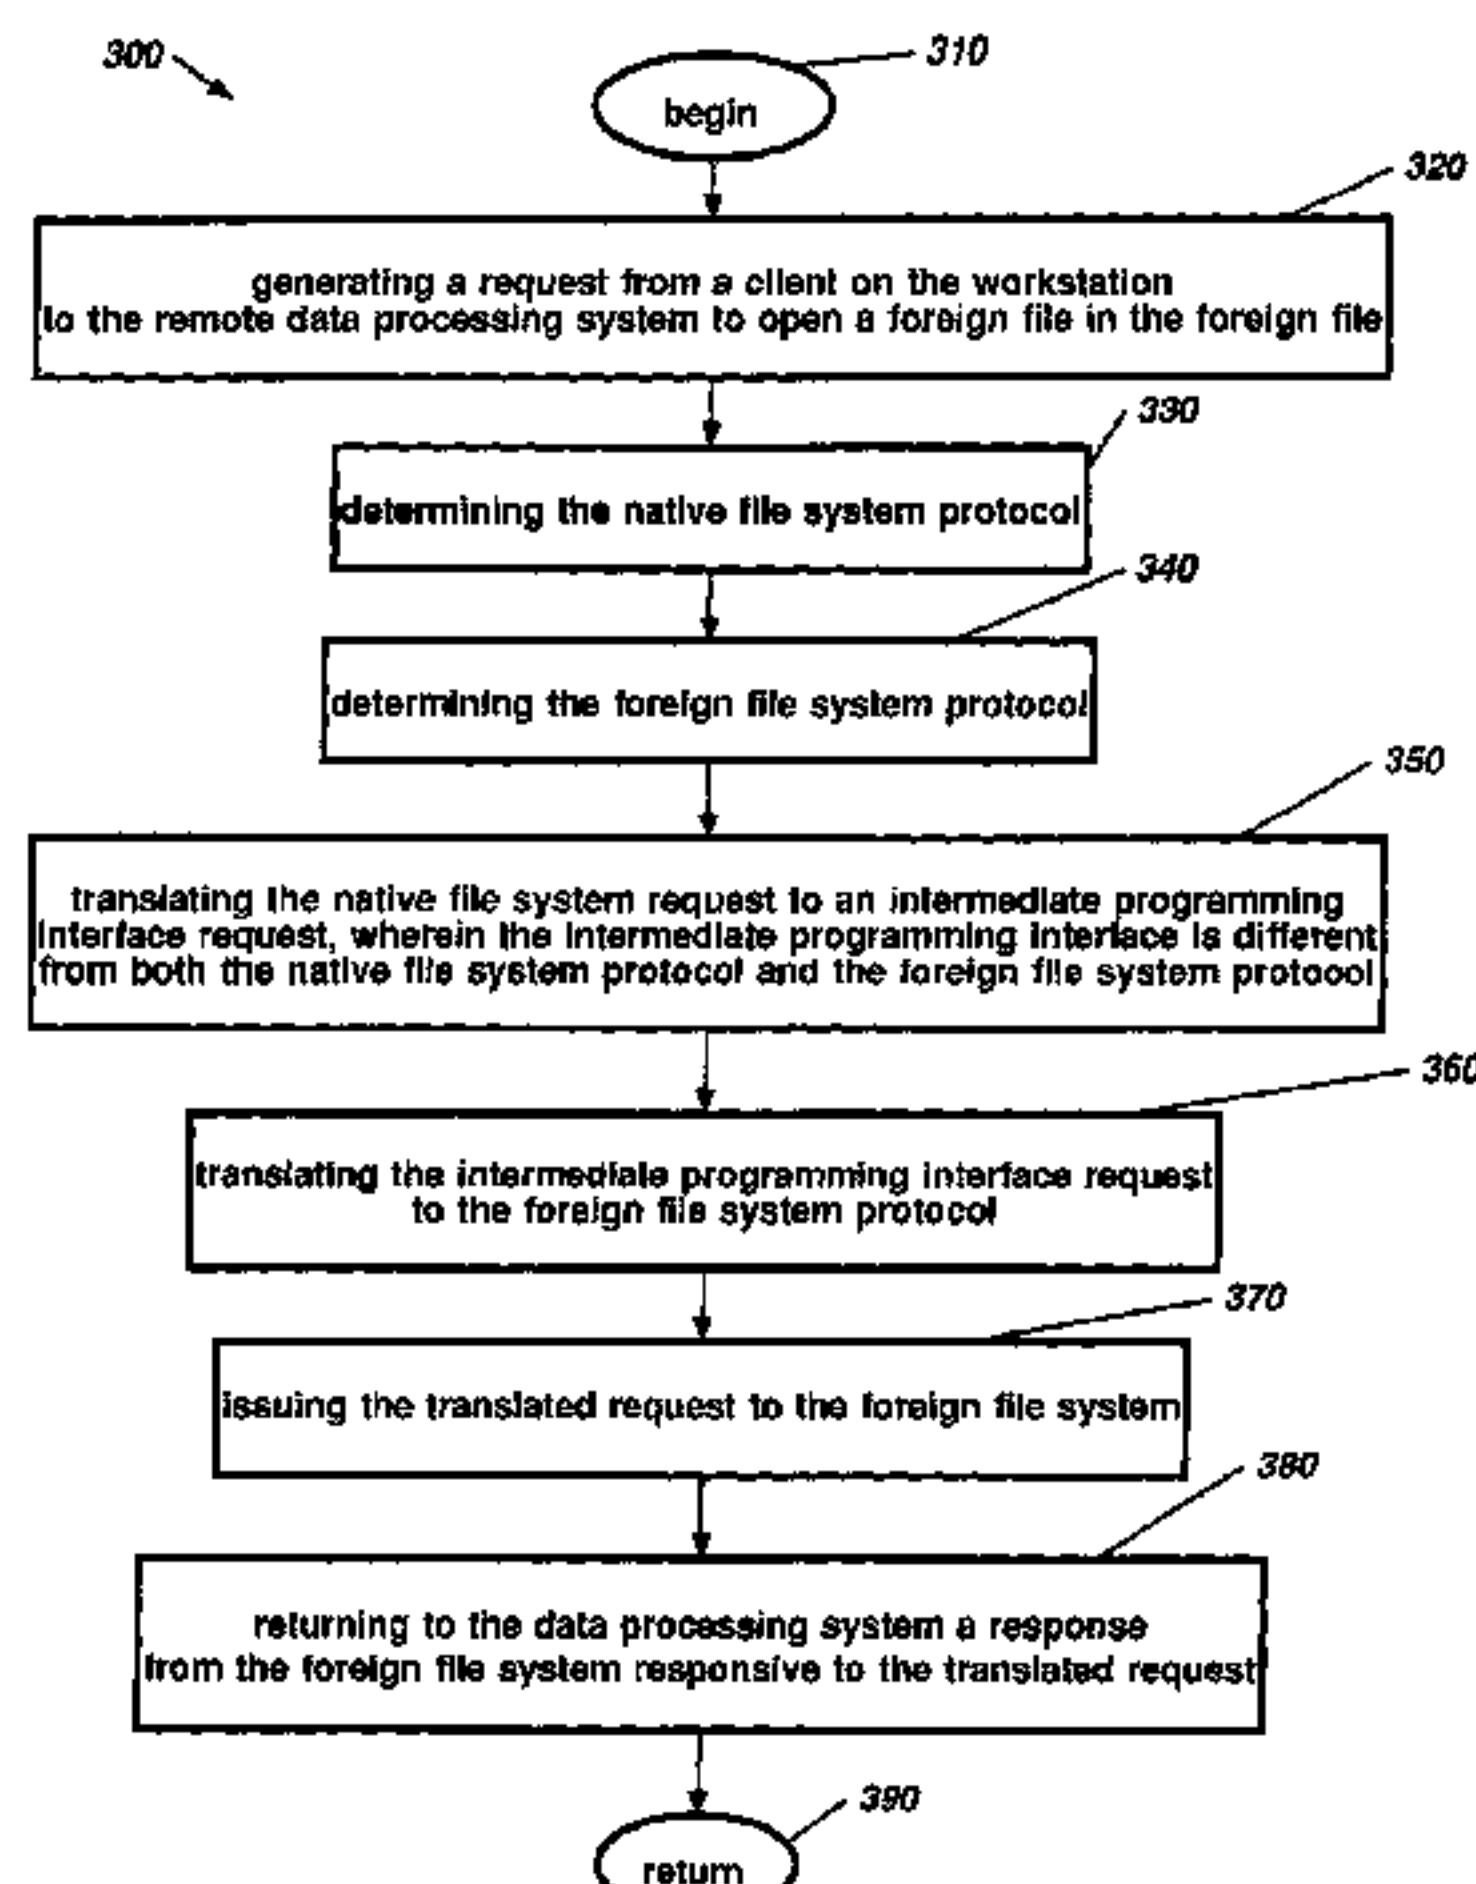 300
310
begin
320
generating a request from a client on the workstation
to the remote data processing system to open a foreign file in the foreign file
330
determining the native file system protocol
340
determining the foreign file system protocol
350
translating the native file system request to an intermediate programming
interface request, wherein the intermediate programming interface is different
from both the native file system protocol and the foreign file system protocol
360
translating the intermediate programming interface request
to the foreign file system protocol
370
issuing the translated request to the foreign file system
380
returning to the data processing system a response
from the foreign file system responsive to the translated request
390
return